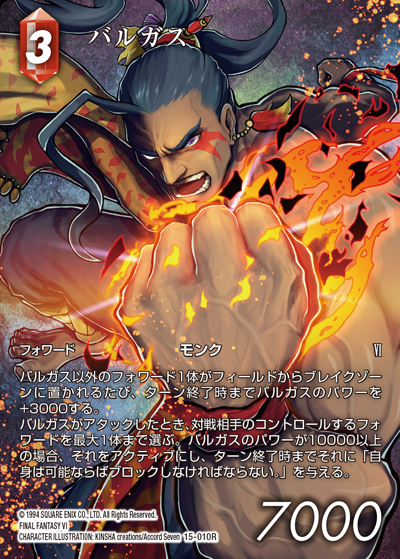 3
バルガス
フォワード モンク VI
バルガス以外のフォワード1体がフィールドからブレイクゾ
ーンに置かれるたび、ターン終了時までバルガスのパワーを
+3000する。
バルガスがアタックしたとき、対戦相手のコントロールするフォ
ワードを最大1体まで選ぶ。バルガスのパワーが10000以上
の場合、それをアクティブにし、ターン終了時までそれに「自
身は可能ならばブロックしなければならない。」を与える。
© 1994 SQUARE ENIX CO., LTD. All Rights Reserved.
FINAL FANTASY VI
CHARACTER ILLUSTRATION: KINSHA creations/Accord Seven 15-010R
7000